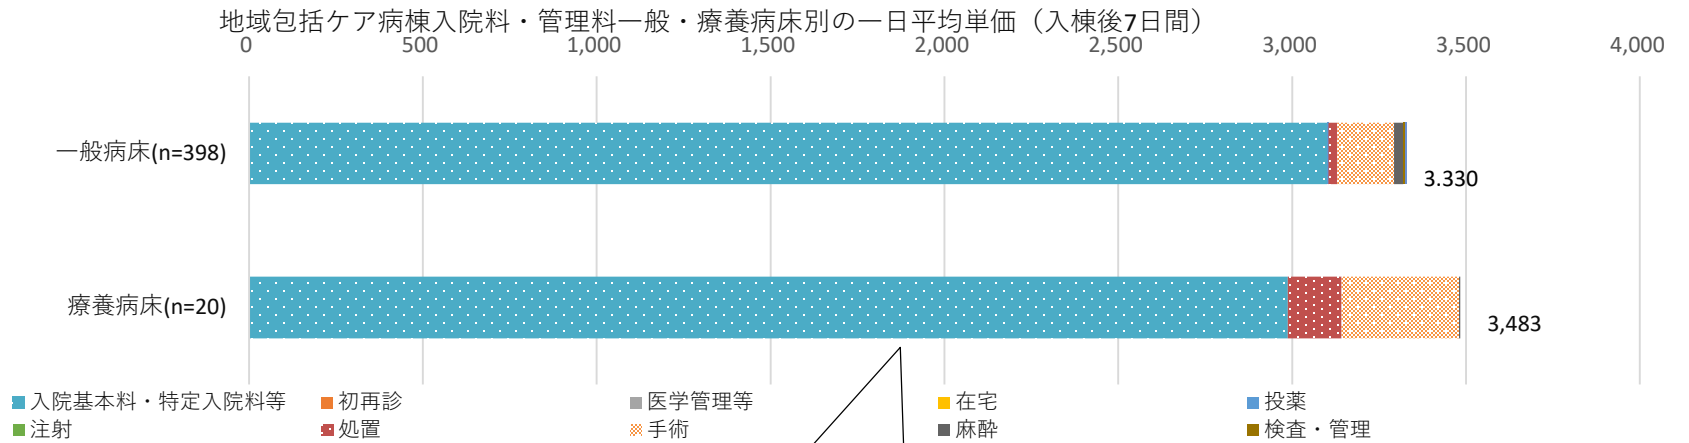 地域包括ケア病棟入院料・管理料一般・療養病床別の一日平均単価（入棟後7日間）
0 500 1,000 1,500 2,000 2,500 3,000 3,500 4,000
一般病床(n=398)
3.330
療養病床(n=20)
3,483
入院基本料・特定入院料等 初再診 医学管理等 在宅 投薬
注射 処置 手術 麻酔 検査・管理